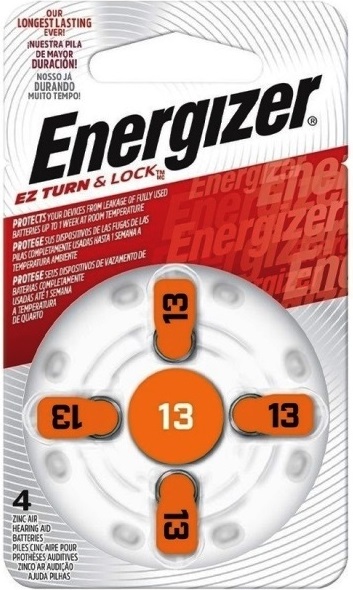 OUR
LONGEST LASTING
EVER!
¡NUESTRA PILA
DE MAYOR
DURACIÓN!
NOSSO JÁ
DURANDO
MUITO TEMPO!
Energizer®
EZ TURN & LOCK™
MC
PROTECTS YOUR DEVICES FROM LEAKAGE OF FULLY USED
BATTERIES UP TO 1 WEEK AT ROOM TEMPERATURE
PROTEGE SUS DISPOSITIVOS DE LAS FUGAS DE LAS
PILAS COMPLETAMENTE USADAS HASTA 1 SEMANA A
TEMPERATURA AMBIENTE
PROTEGE SEUS DISPOSITIVOS DE VAZAMENTO DE
BATERIAS COMPLETAMENTE
USADAS ATÉ 1 SEMANA
A TEMPERATURA
DE QUARTO
13
13
13
13
13
4
ZINC AIR
HEARING AID
BATTERIES
PILES ZINC-AIRE POUR
PROTHÈSES AUDITIVES
ZINCO AR AUDIÇÃO
AJUDA PILHAS